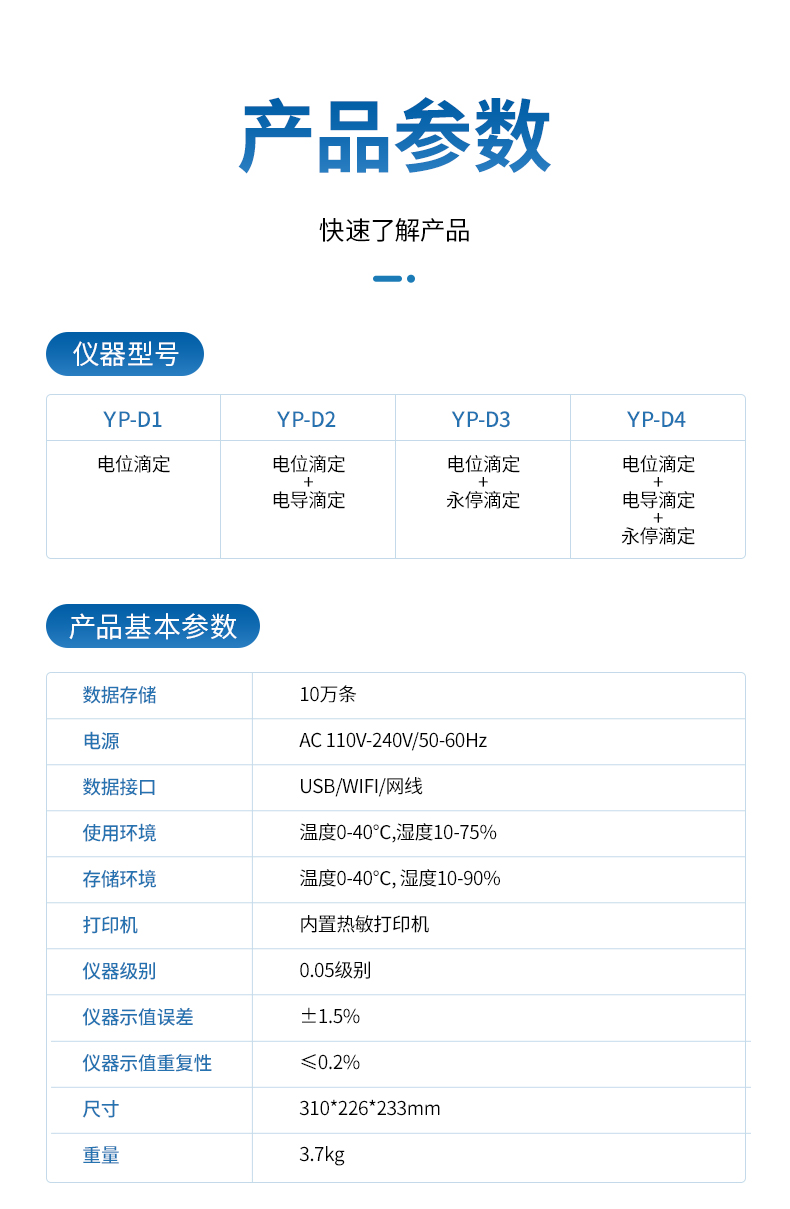 产品参数
快速了解产品
仪器型号
YP-D1 YP-D2 YP-D3 YP-D4
电位滴定 电位滴定 电位滴定 电位滴定
+ + +
电导滴定 永停滴定 电导滴定
+
永停滴定
产品基本参数
数据存储 10万条
电源 AC 110V-240V/50-60Hz
数据接口 USB/WIFI/网线
使用环境 温度0-40℃,湿度10-75%
存储环境 温度0-40℃, 湿度10-90%
打印机 内置热敏打印机
仪器级别 0.05级别
仪器示值误差 ±1.5%
仪器示值重复性 ≤0.2%
尺寸 310*226*233mm
重量 3.7kg